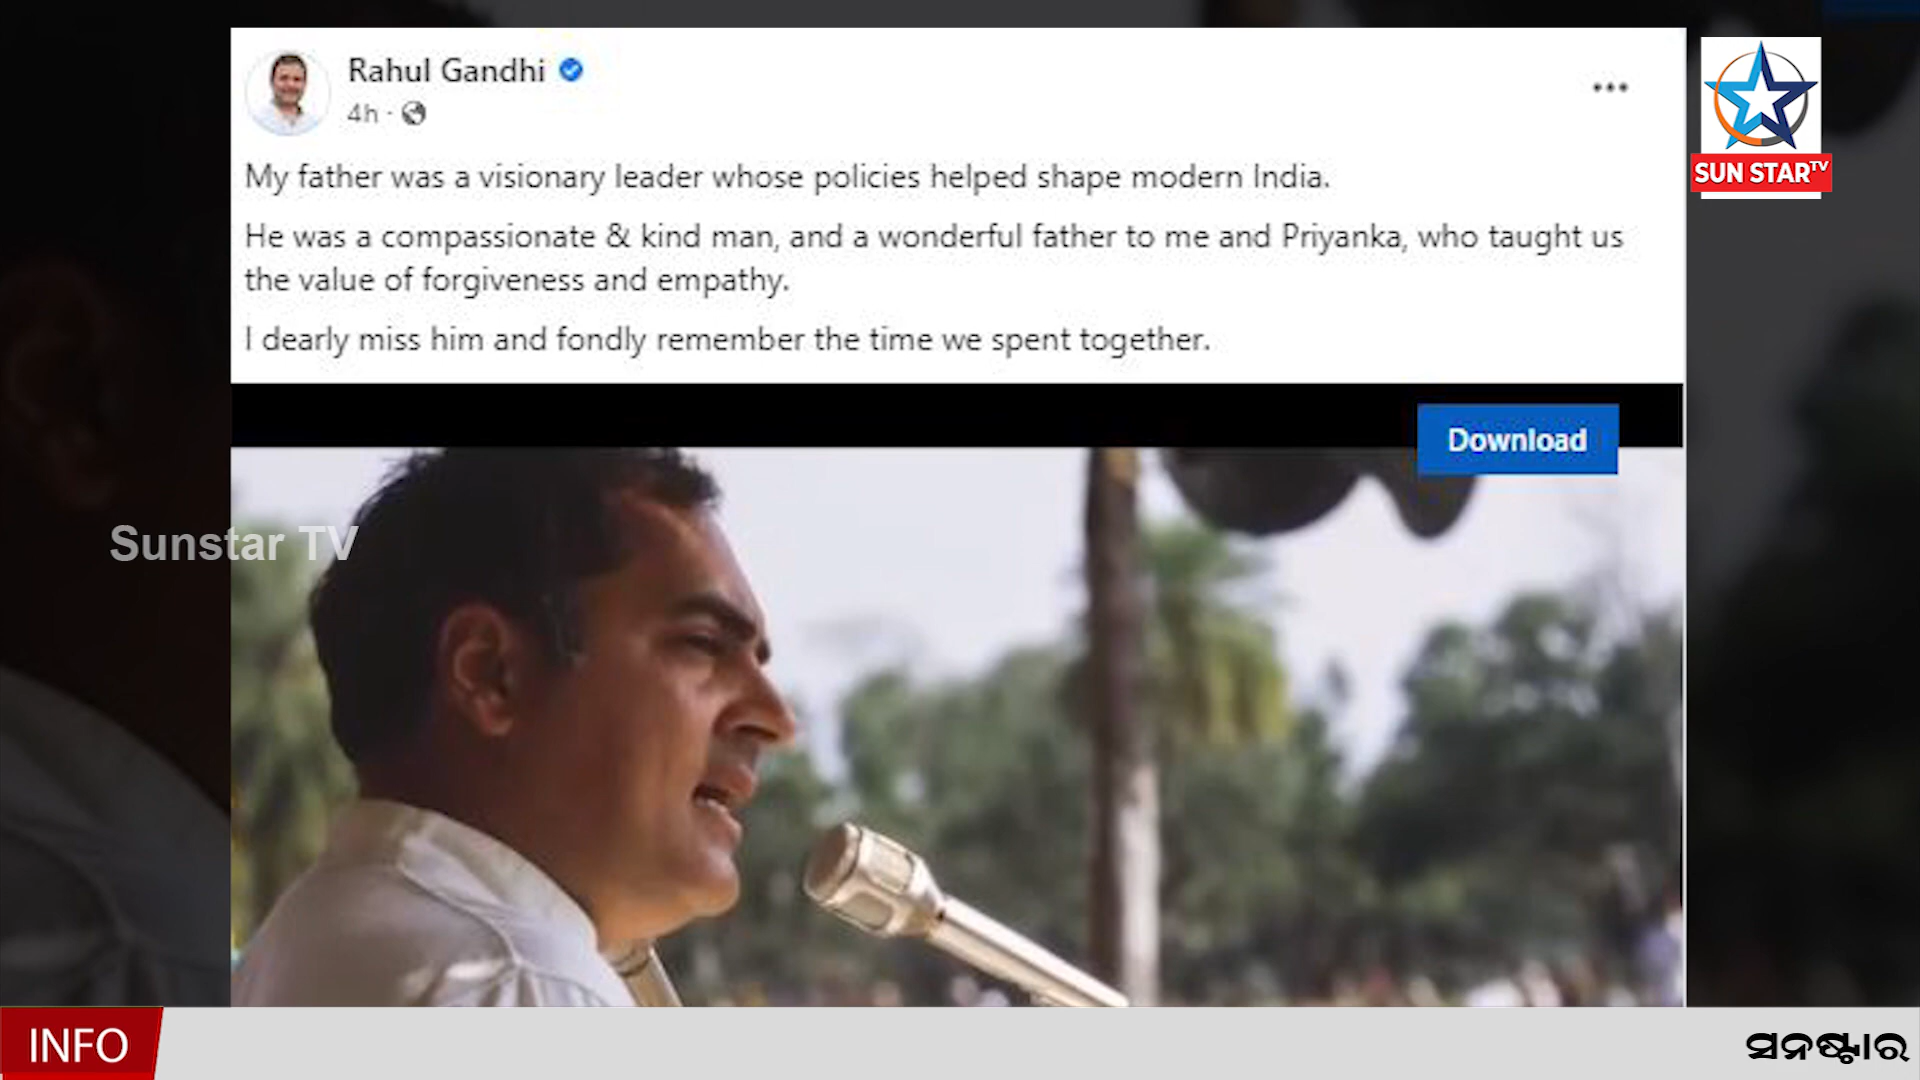 Rahul Gandhi
4h ·
My father was a visionary leader whose policies helped shape modern India.
He was a compassionate & kind man, and a wonderful father to me and Priyanka, who taught us
the value of forgiveness and empathy.
I dearly miss him and fondly remember the time we spent together.
Download
SUN STAR TV
Sunstar TV
INFO
ସନଷ୍ଟାର